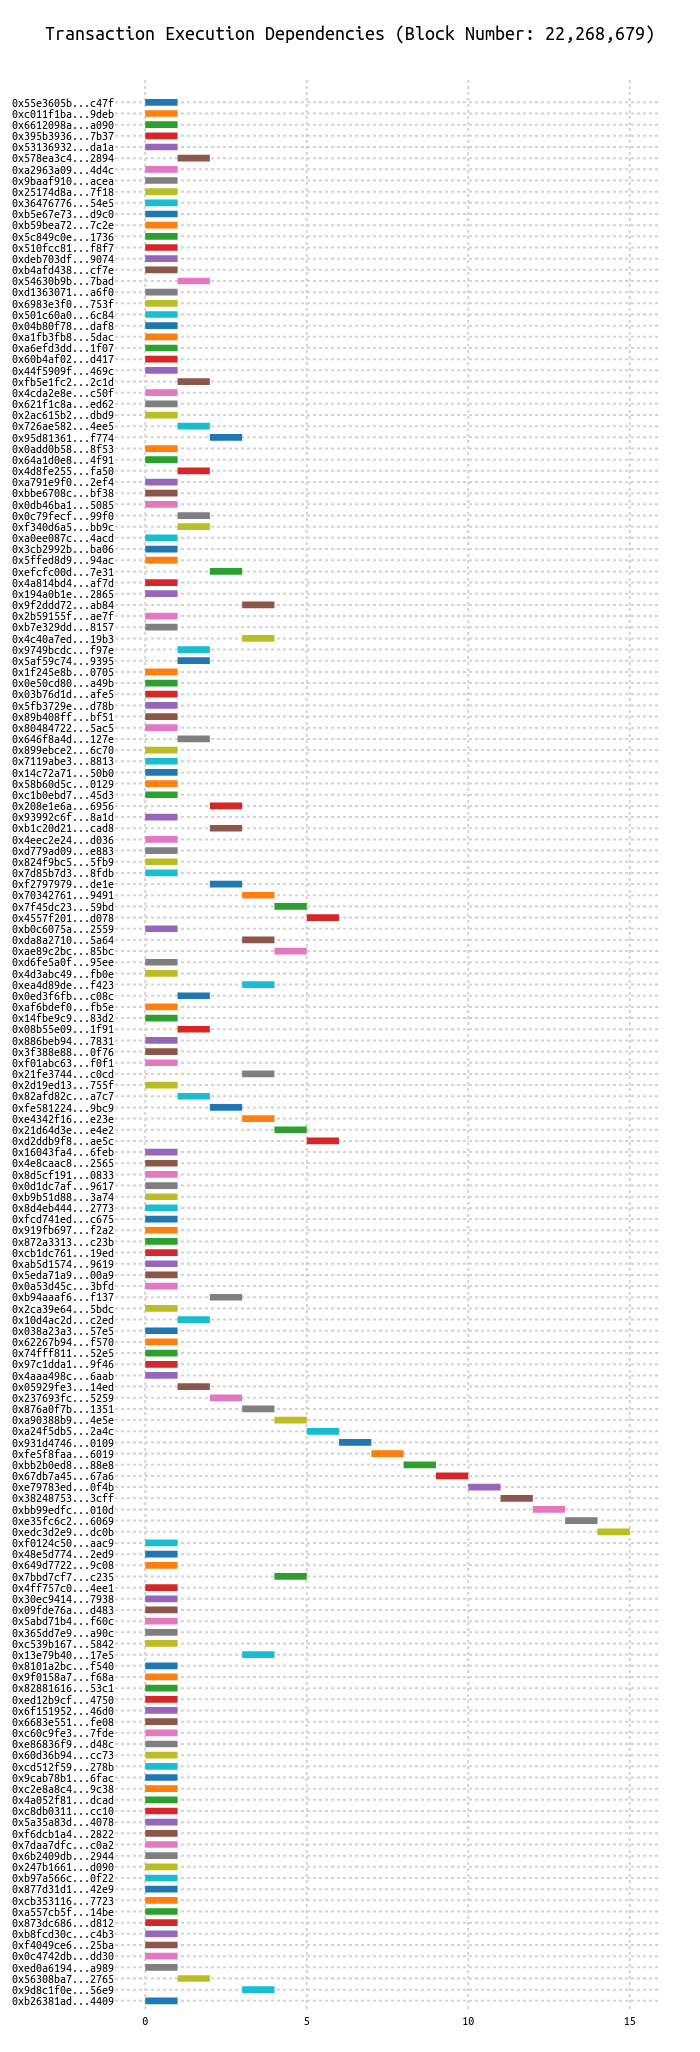 Transaction Execution Dependencies (Block Number: 22,268,679)
0x55e3605b...c47f
0xc011f1ba...9deb
0x6612098a...a090
0x395b3936...7b37
0x53136932...da1a
0x578ea3c4...2894
0xa2963a09...4d4c
0x9baaf910...acea
0x25174d8a...7f18
0x36476776...54e5
0xb5e67e73...d9c0
0xb59bea72...7c2e
0x5c849c0e...1736
0x510fcc81...f8f7
0xdeb703df...9074
0xb4afd438...cf7e
0x54630b9b...7bad
0xd1363071...a6f0
0x6983e3f0...753f
0x501c60a0...6c84
0x04b80f78...daf8
0xa1fb3fb8...5dac
0xa6efd3dd...1f07
0x60b4af02...d417
0x44f5909f...469c
0xfb5e1fc2...2c1d
0x4cda2e8e...c50f
0x621f1c8a...ed62
0x2ac615b2...dbd9
0x726ae582...4ee5
0x95d81361...f774
0x0add0b58...8f53
0x64a1d0e8...4f91
0x4d8fe255...fa50
0xa791e9f0...2ef4
0xbbe6708c...bf38
0x0db46ba1...5085
0x0c79fecf...99f0
0xf340d6a5...bb9c
0xa0ee087c...4acd
0x3cb2992b...ba06
0x5ffed8d9...94ac
0xefcfc00d...7e31
0x4a814bd4...af7d
0x194a0b1e...2865
0x9f2ddd72...ab84
0x2b59155f...ae7f
0xb7e329dd...8157
0x4c40a7ed...19b3
0x9749bcdc...f97e
0x5af59c74...9395
0x1f245e8b...0705
0x0e50cd80...a49b
0x03b76d1d...afe5
0x5fb3729e...d78b
0x89b408ff...bf51
0x80484722...5ac5
0x646f8a4d...127e
0x899ebce2...6c70
0x7119abe3...8813
0x14c72a71...50b0
0x58b60d5c...0129
0xc1b0ebd7...45d3
0x208e1e6a...6956
0x93992c6f...8a1d
0xb1c20d21...cad8
0x4eec2e24...d036
0xd779ad09...e883
0x824f9bc5...5fb9
0x7d85b7d3...8fdb
0xf2797979...de1e
0x70342761...9491
0x7f45dc23...59bd
0x4557f201...d078
0xb0c6075a...2559
0xda8a2710...5a64
0xae89c2bc...85bc
0xd6fe5a0f...95ee
0x4d3abc49...fb0e
0xea4d89de...f423
0x0ed3f6fb...c08c
0xaf6bdef0...fb5e
0x14fbe9c9...83d2
0x08b55e09...1f91
0x886beb94...7831
0x3f388e88...0f76
0xf01abc63...f0f1
0x21fe3744...c0cd
0x2d19ed13...755f
0x82afd82c...a7c7
0xfe581224...9bc9
0xe4342f16...e23e
0x21d64d3e...e4e2
0xd2ddb9f8...ae5c
0x16043fa4...6feb
0x4e8caac8...2565
0x8d5cf191...0833
0x0d1dc7af...9617
0xb9b51d88...3a74
0x8d4eb444...2773
0xfcd741ed...c675
0x919fb697...f2a2
0x872a3313...c23b
0xcb1dc761...19ed
0xab5d1574...9619
0x5eda71a9...00a9
0x0a53d45c...3bfd
0xb94aaaf6...f137
0x2ca39e64...5bdc
0x10d4ac2d...c2ed
0x038a23a3...57e5
0x62267b94...f570
0x74fff811...52e5
0x97c1dda1...9f46
0x4aaa498c...6aab
0x05929fe3...14ed
0x237693fc...5259
0x876a0f7b...1351
0xa90388b9...4e5e
0xa24f5db5...2a4c
0x931d4746...0109
0xfe5f8faa...6019
0xbb2b0ed8...88e8
0x67db7a45...67a6
0xe79783ed...0f4b
0x38248753...3cff
0xbb99edfc...010d
0xe35fc6c2...6069
0xedc3d2e9...dc0b
0xf0124c50...aac9
0x48e5d774...2ed9
0x649d7722...9c08
0x7bbd7cf7...c235
0x4ff757c0...4ee1
0x30ec9414...7938
0x09fde76a...d483
0x5abd71b4...f60c
0x365dd7e9...a90c
0xc539b167...5842
0x13e79b40...17e5
0x8101a2bc...f540
0x9f0158a7...f68a
0x82881616...53c1
0xed12b9cf...4750
0x6f151952...46d0
0x6683e551...fe08
0xc60c9fe3...7fde
0xe86836f9...d48c
0x60d36b94...cc73
0xcd512f59...278b
0x9cab78b1...6fac
0xc2e8a8c4...9c38
0x4a052f81...dcad
0xc8db0311...cc10
0x5a35a83d...4078
0xf6dcb1a4...2822
0x7daa7dfc...c0a2
0x6b2409db...2944
0x247b1661...d090
0xb97a566c...0f22
0x877d31d1...42e9
0xcb353116...7723
0xa557cb5f...14be
0x873dc686...d812
0xb8fcd30c...c4b3
0xf4049ce6...25ba
0x0c4742db...dd30
0xed0a6194...a989
0x56308ba7...2765
0x9d8c1f0e...56e9
0xb26381ad...4409
0 5 10 15